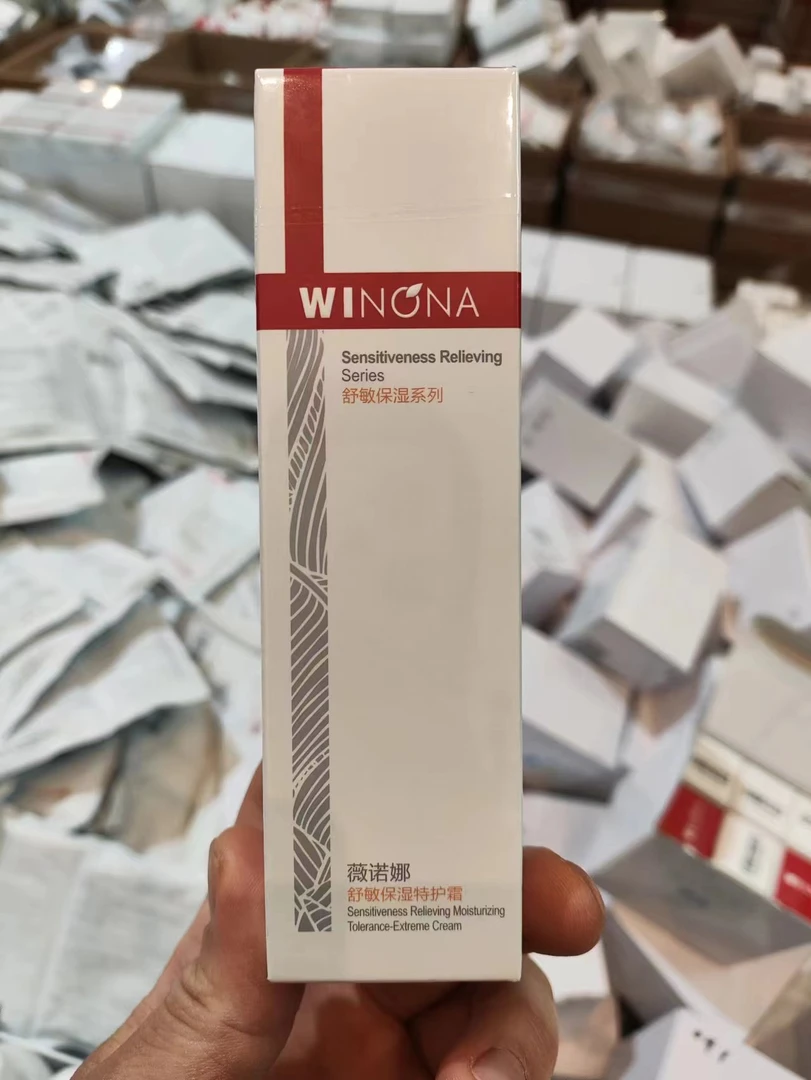 WINONA
Sensitiveness Relieving
Series
舒敏保湿系列
薇诺娜
舒敏保湿特护霜
Sensitiveness Relieving Moisturizing
Tolerance-Extreme Cream